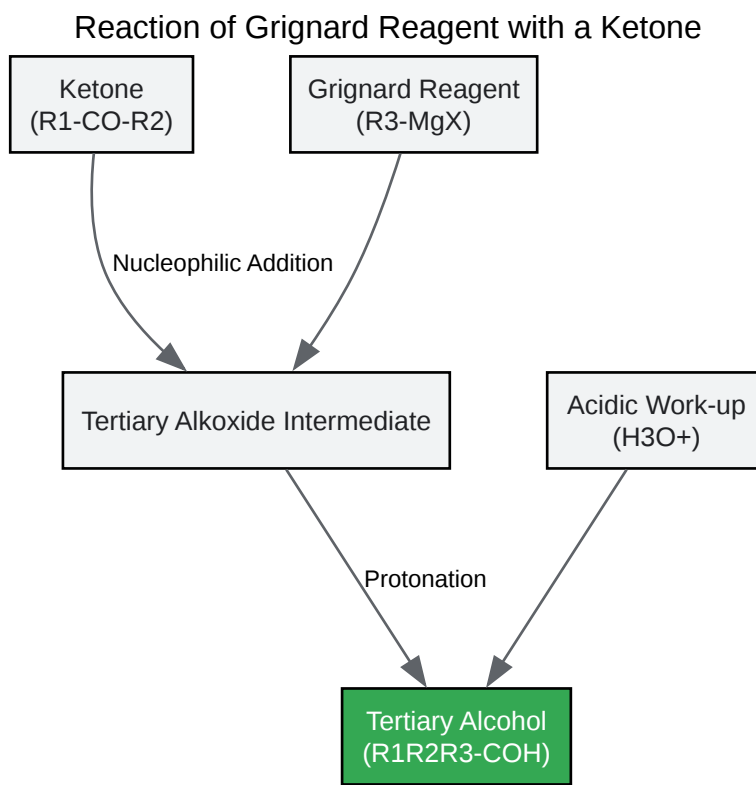 Reaction of Grignard Reagent with a Ketone
Ketone
(R1-CO-R2)
Grignard Reagent
(R3-MgX)
Nucleophilic Addition
Tertiary Alkoxide Intermediate
Acidic Work-up
(H3O+)
Protonation
Tertiary Alcohol
(R1R2R3-COH)